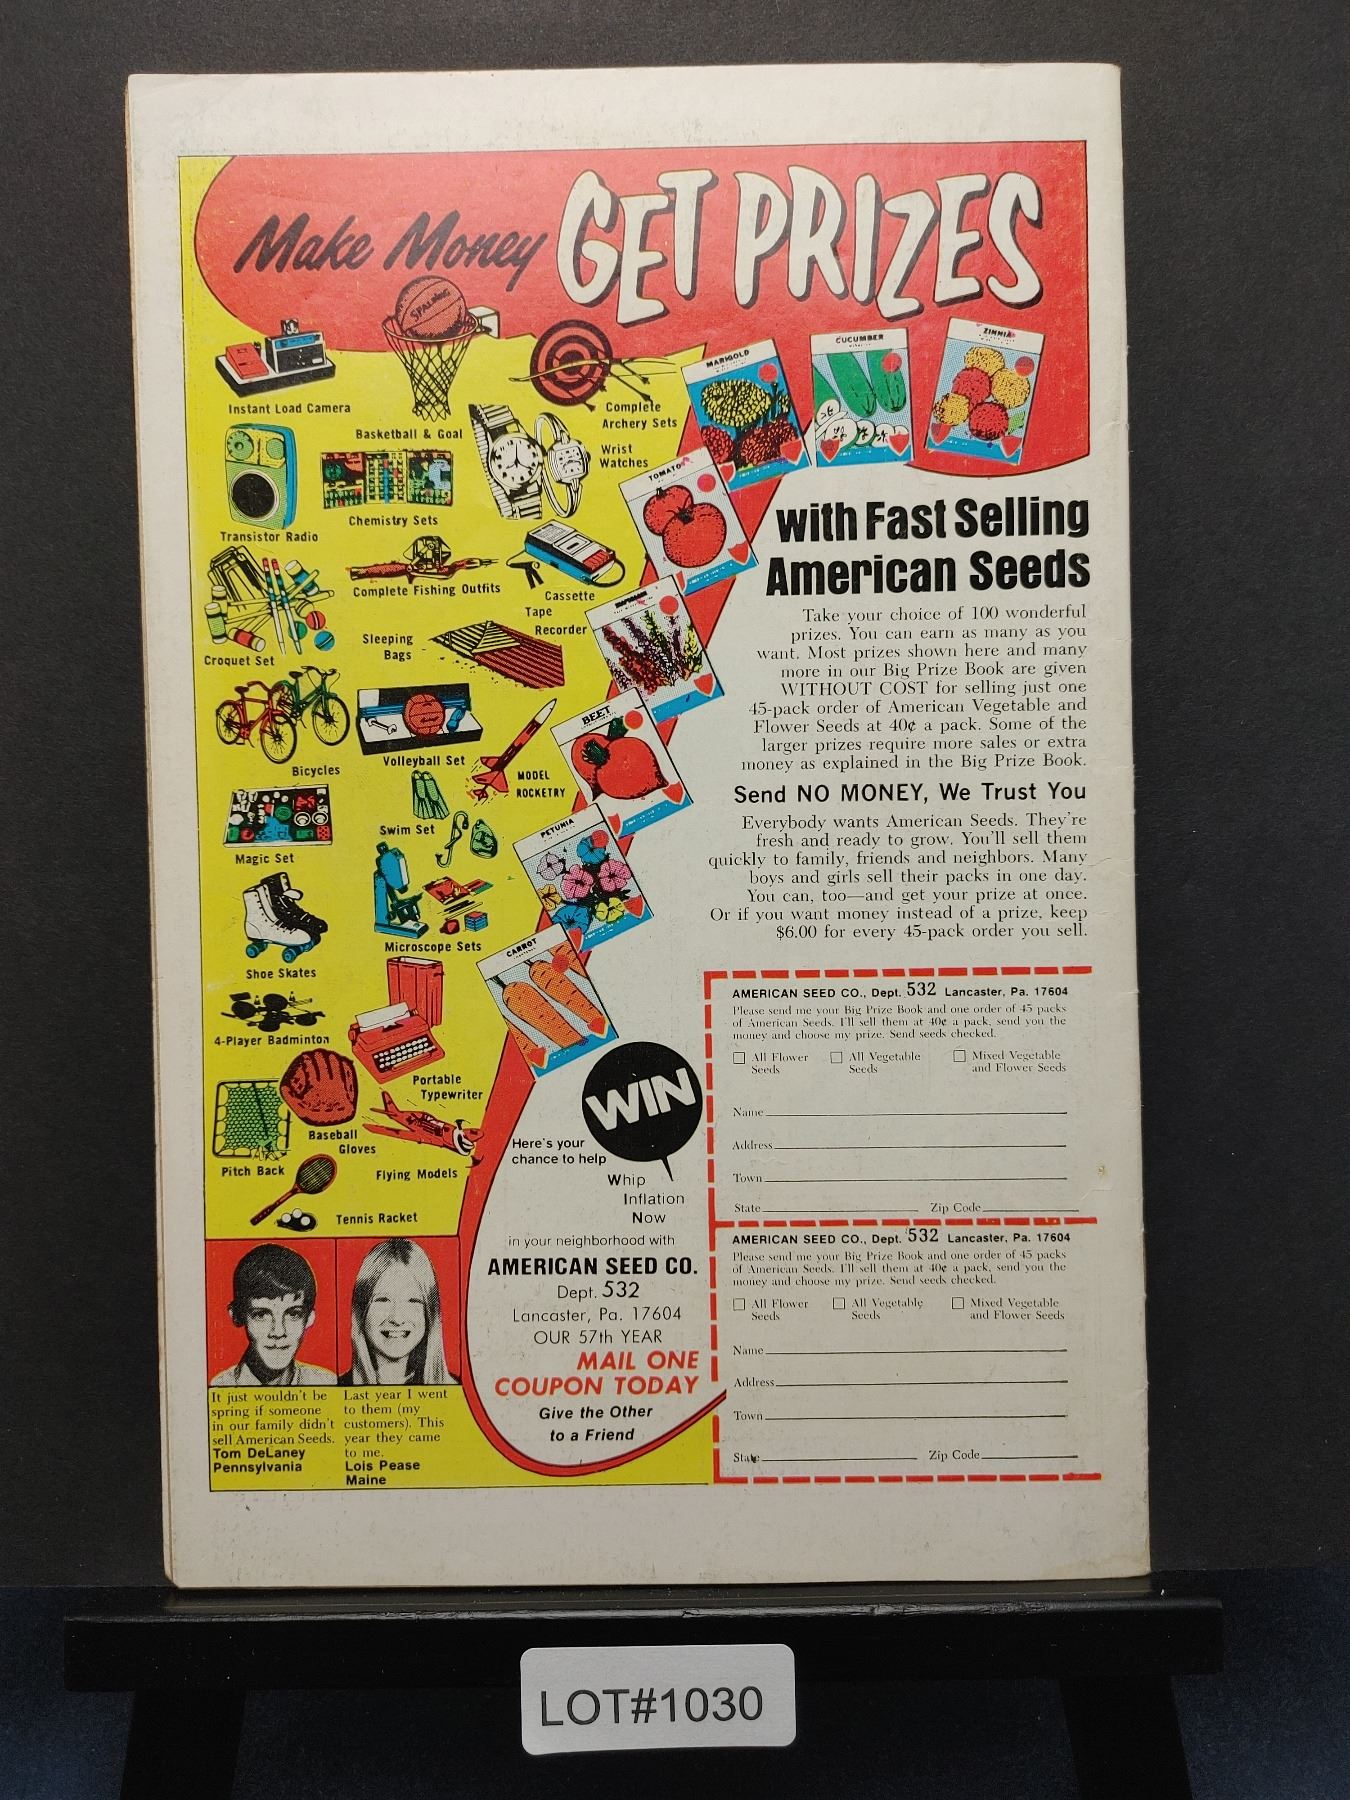 Make Money GET PRIZES
SPALDING
Instant Load Camera
Basketball & Goal
Complete
Archery Sets
Wrist
Watches
Transistor Radio
Chemistry Sets
Complete Fishing Outfits
Cassette
Tape
Recorder
Croquet Set
Sleeping
Bags
Bicycles
Volleyball Set
MODEL
ROCKETRY
Magic Set
Swim Set
Shoe Skates
Microscope Sets
4-Player Badminton
Portable
Typewriter
Pitch Back
Baseball
Gloves
Flying Models
Tennis Racket
MARIGOLD
CUCUMBER
ZINNIA
TOMATO
BEET
PETUNIA
CARROT
with Fast Selling
American Seeds
Take your choice of 100 wonderful
prizes. You can earn as many as you
want. Most prizes shown here and many
more in our Big Prize Book are given
WITHOUT COST for selling just one
45-pack order of American Vegetable and
Flower Seeds at 40¢ a pack. Some of the
larger prizes require more sales or extra
money as explained in the Big Prize Book.
Send NO MONEY, We Trust You
Everybody wants American Seeds. They're
fresh and ready to grow. You'll sell them
quickly to family, friends and neighbors. Many
boys and girls sell their packs in one day.
You can, too—and get your prize at once.
Or if you want money instead of a prize, keep
$6.00 for every 45-pack order you sell.
WIN
Here's your
chance to help
Whip
Inflation
Now
in your neighborhood with
AMERICAN SEED CO.
Dept. 532
Lancaster, Pa. 17604
OUR 57th YEAR
MAIL ONE
COUPON TODAY
Give the Other
to a Friend
It just wouldn't be
spring if someone
in our family didn't
sell American Seeds.
Tom DeLaney
Pennsylvania
Last year I went
to them (my
customers). This
year they came
to me.
Lois Pease
Maine
AMERICAN SEED CO., Dept. 532 Lancaster, Pa. 17604
Please send me your Big Prize Book and one order of 45 packs
of American Seeds. I'll sell them at 40¢ a pack, send you the
money and choose my prize. Send seeds checked.
All Flower
Seeds
All Vegetable
Seeds
Mixed Vegetable
and Flower Seeds
Name
Address
Town
State Zip Code
AMERICAN SEED CO., Dept. 532 Lancaster, Pa. 17604
Please send me your Big Prize Book and one order of 45 packs
of American Seeds. I'll sell them at 40¢ a pack, send you the
money and choose my prize. Send seeds checked.
All Flower
Seeds
All Vegetable
Seeds
Mixed Vegetable
and Flower Seeds
Name
Address
Town
State Zip Code
LOT#1030